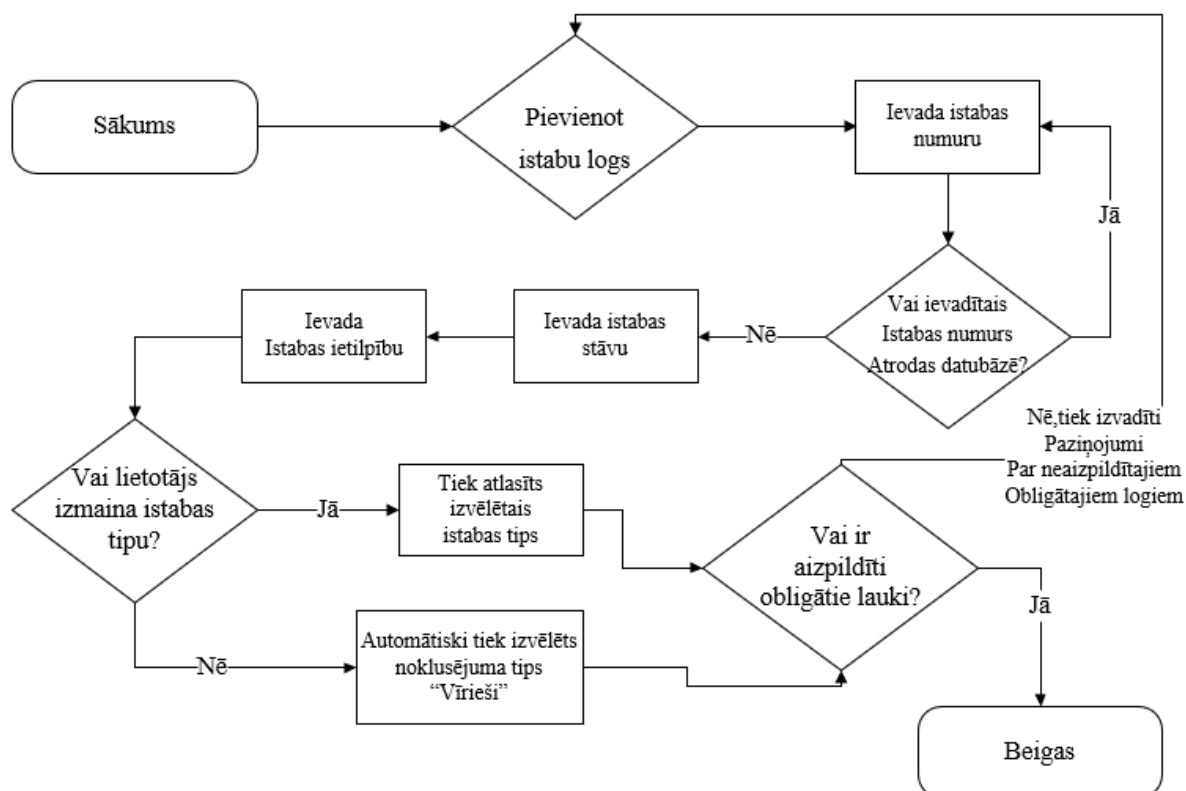 Sākums
Pievienot
istabu logs
Ievada istabas
numuru
Jā
Vai ievadītais
Istabas numurs
Atrodas datubāzē?
Nē
Ievada istabas
stāvu
Ievada
Istabas ietilpību
Vai lietotājs
izmaina istabas
tipu?
Jā
Tiek atlasīts
izvēlētais
istabas tips
Nē
Automātiski tiek izvēlēts
noklusējuma tips
“Vīrieši”
Vai ir
aizpildīti
obligātie lauki?
Nē,tiek izvadīti
Paziņojumi
Par neaizpildītajiem
Obligātajiem logiem
Jā
Beigas